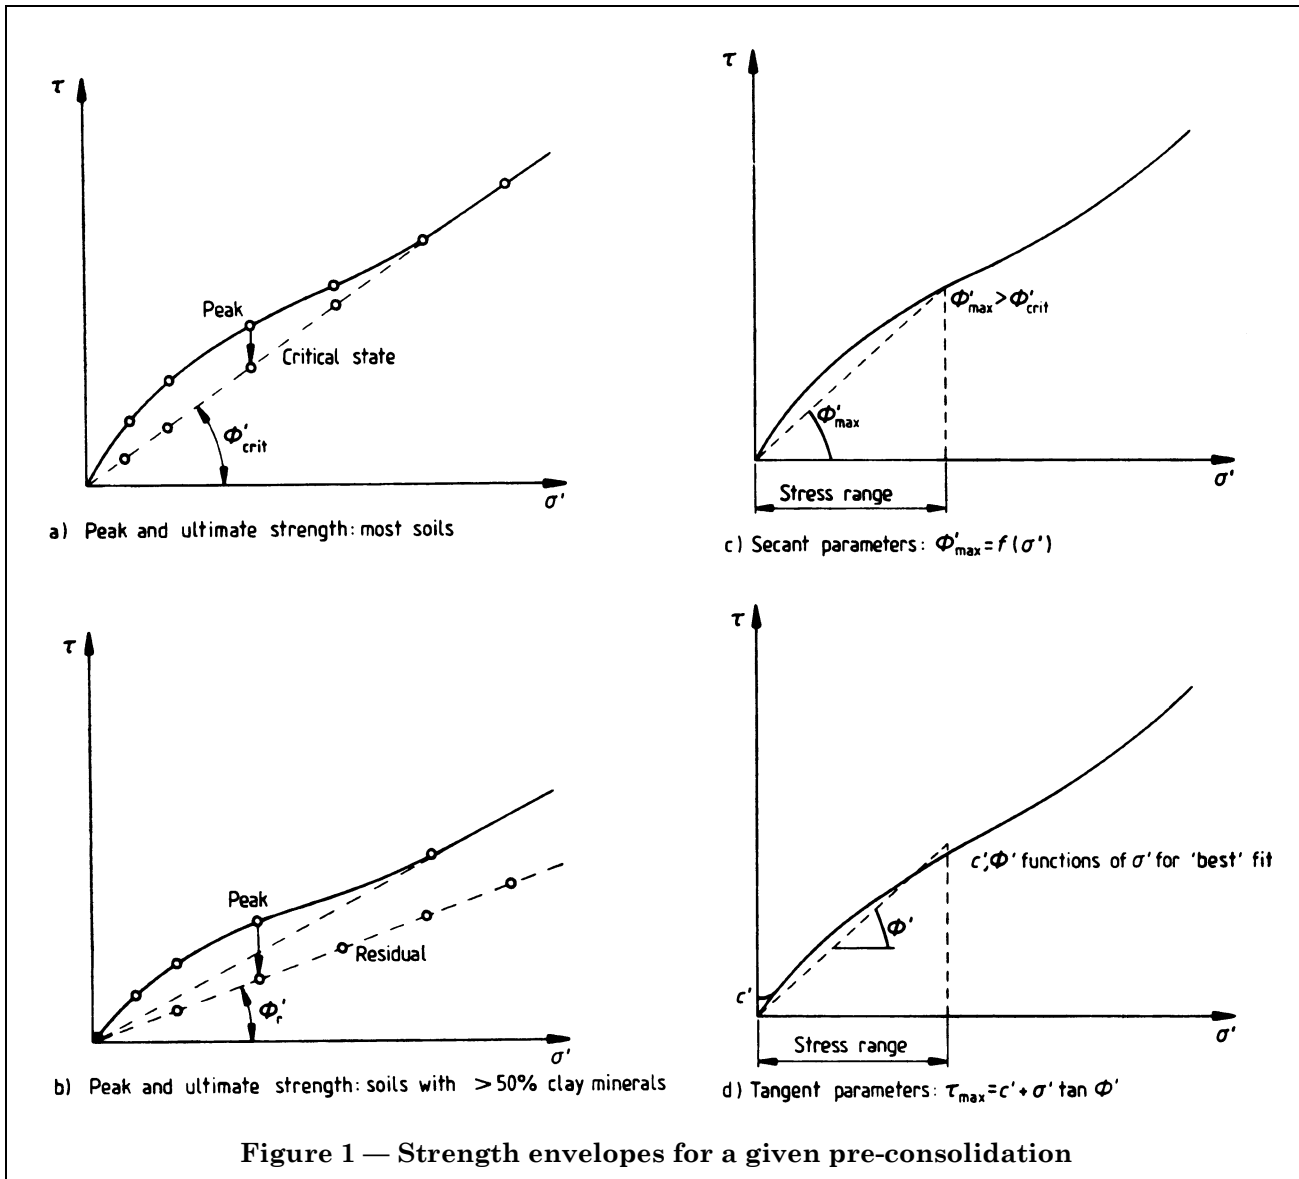 τ
Peak
Critical state
Φ'crit
σ'
a) Peak and ultimate strength: most soils
τ
Φ'max > Φ'crit
Φ'max
Stress range
σ'
c) Secant parameters: Φ'max = f (σ')
τ
Peak
Residual
Φr'
σ'
b) Peak and ultimate strength: soils with > 50% clay minerals
τ
c', Φ' functions of σ' for 'best' fit
Φ'
c'
Stress range
σ'
d) Tangent parameters: τmax = c' + σ' tan Φ'
Figure 1 — Strength envelopes for a given pre-consolidation